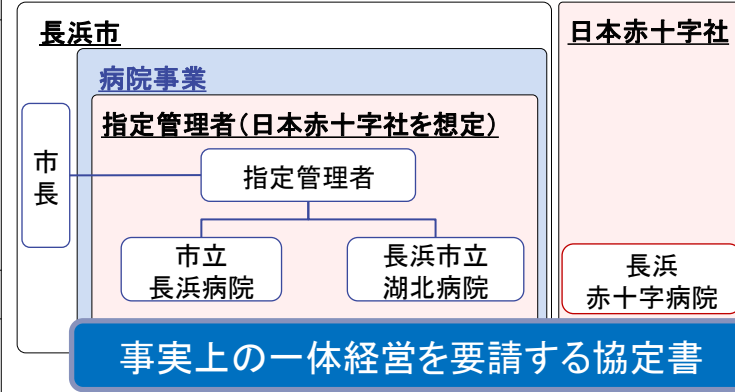 長浜市
日本赤十字社
病院事業
指定管理者(日本赤十字社を想定)
市
長
指定管理者
市立
長浜病院
長浜市立
湖北病院
長浜
赤十字病院
事実上の一体経営を要請する協定書